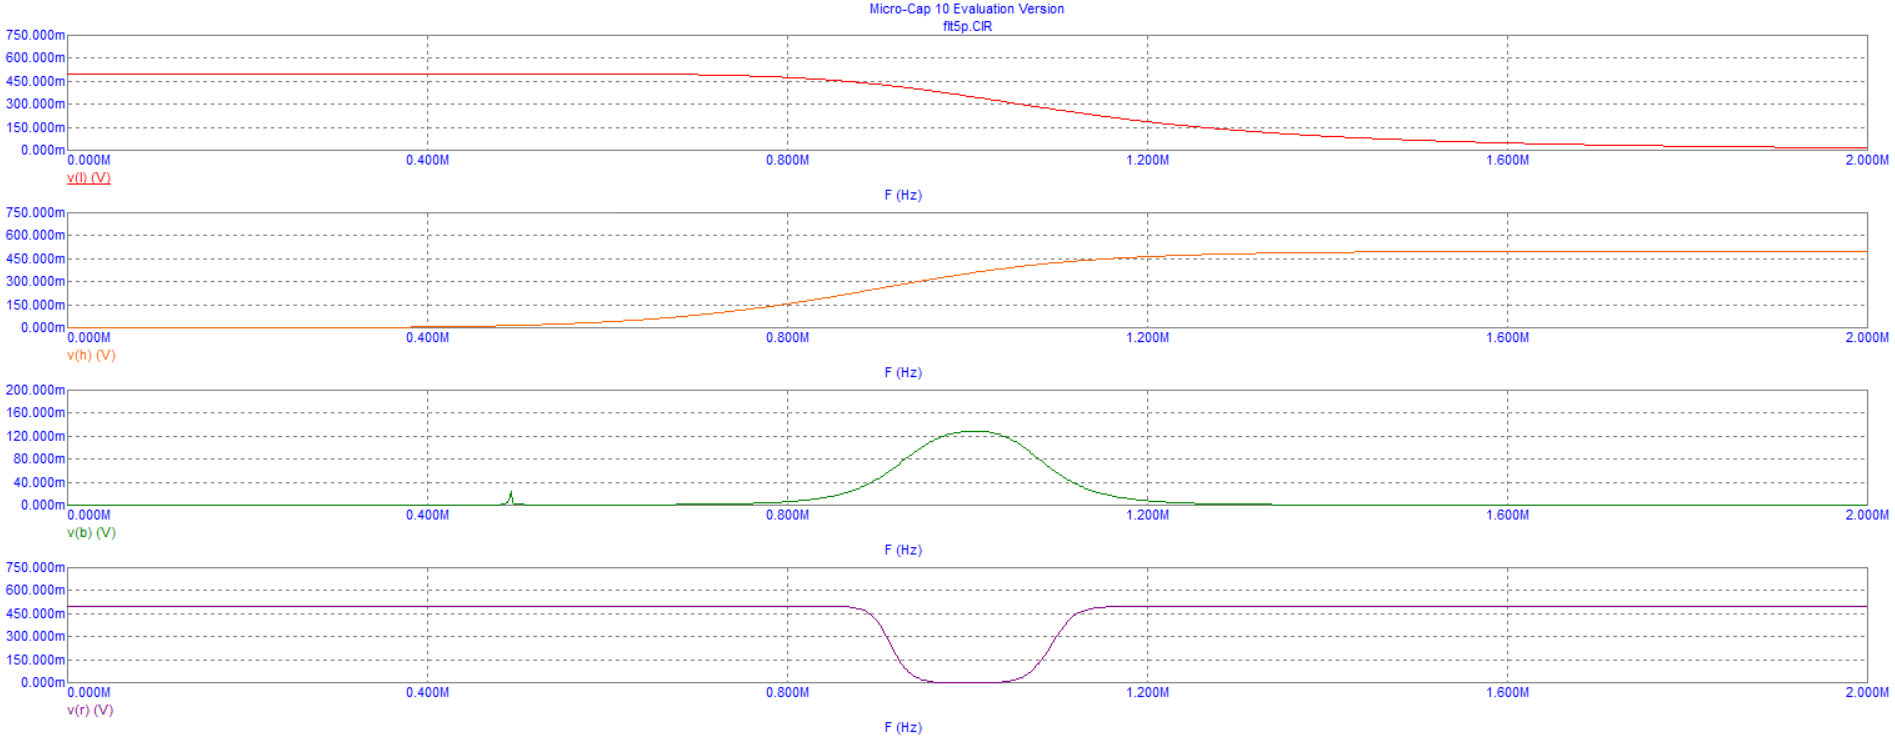 Micro-Cap 10 Evaluation Version
flt5p.CIR
750.000m
600.000m
450.000m
300.000m
150.000m
0.000m
0.000M 0.400M 0.800M 1.200M 1.600M 2.000M
v(l) (V)
F (Hz)
750.000m
600.000m
450.000m
300.000m
150.000m
0.000m
0.000M 0.400M 0.800M 1.200M 1.600M 2.000M
v(h) (V)
F (Hz)
200.000m
160.000m
120.000m
80.000m
40.000m
0.000m
0.000M 0.400M 0.800M 1.200M 1.600M 2.000M
v(b) (V)
F (Hz)
750.000m
600.000m
450.000m
300.000m
150.000m
0.000m
0.000M 0.400M 0.800M 1.200M 1.600M 2.000M
v(r) (V)
F (Hz)